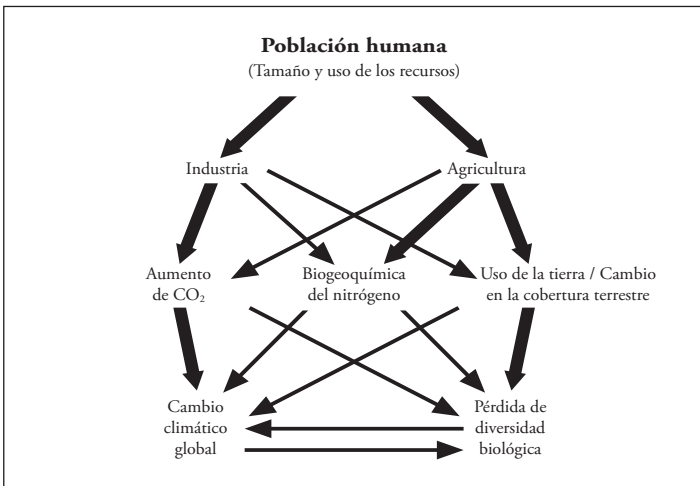 Población humana
(Tamaño y uso de los recursos)
Industria
Agricultura
Aumento
de CO₂
Biogeoquímica
del nitrógeno
Uso de la tierra / Cambio
en la cobertura terrestre
Cambio
climático
global
Pérdida de
diversidad
biológica